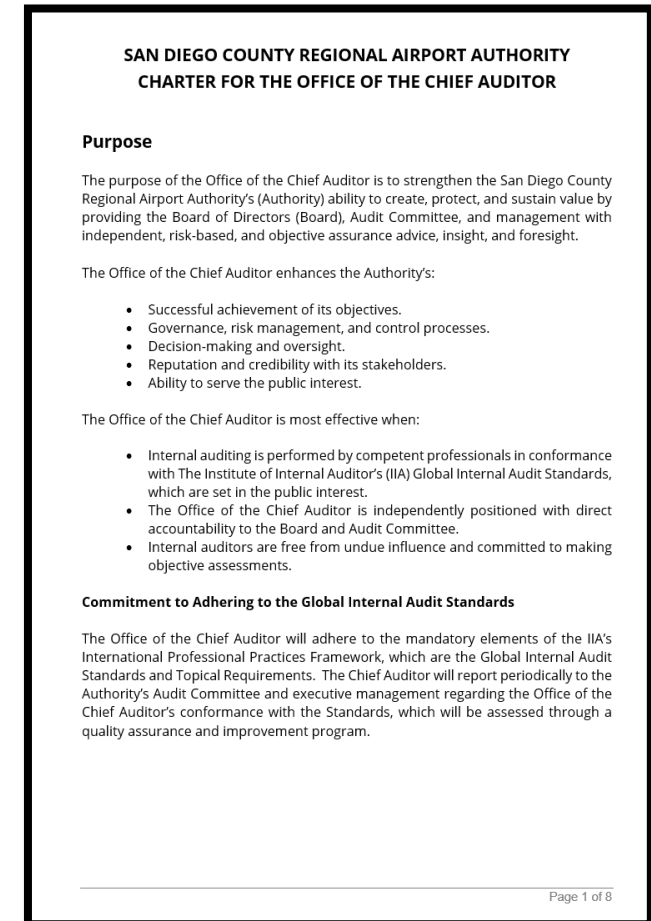 SAN DIEGO COUNTY REGIONAL AIRPORT AUTHORITY
CHARTER FOR THE OFFICE OF THE CHIEF AUDITOR
Purpose
The purpose of the Office of the Chief Auditor is to strengthen the San Diego County
Regional Airport Authority’s (Authority) ability to create, protect, and sustain value by
providing the Board of Directors (Board), Audit Committee, and management with
independent, risk-based, and objective assurance advice, insight, and foresight.
The Office of the Chief Auditor enhances the Authority’s:
• Successful achievement of its objectives.
• Governance, risk management, and control processes.
• Decision-making and oversight.
• Reputation and credibility with its stakeholders.
• Ability to serve the public interest.
The Office of the Chief Auditor is most effective when:
• Internal auditing is performed by competent professionals in conformance
with The Institute of Internal Auditor’s (IIA) Global Internal Audit Standards,
which are set in the public interest.
• The Office of the Chief Auditor is independently positioned with direct
accountability to the Board and Audit Committee.
• Internal auditors are free from undue influence and committed to making
objective assessments.
Commitment to Adhering to the Global Internal Audit Standards
The Office of the Chief Auditor will adhere to the mandatory elements of the IIA’s
International Professional Practices Framework, which are the Global Internal Audit
Standards and Topical Requirements. The Chief Auditor will report periodically to the
Authority’s Audit Committee and executive management regarding the Office of the
Chief Auditor’s conformance with the Standards, which will be assessed through a
quality assurance and improvement program.
Page 1 of 8